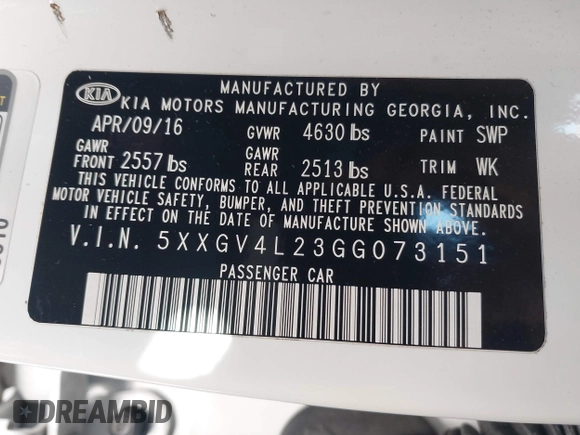 MANUFACTURED BY
KIA KIA MOTORS MANUFACTURING GEORGIA, INC.
APR/09/16 GVWR 4630 lbs PAINT SWP
GAWR FRONT 2557 lbs GAWR REAR 2513 lbs TRIM WK
THIS VEHICLE CONFORMS TO ALL APPLICABLE U.S.A. FEDERAL
MOTOR VEHICLE SAFETY, BUMPER, AND THEFT PREVENTION STANDARDS
IN EFFECT ON THE DATE OF MANUFACTURE SHOWN ABOVE.
V.I.N. 5XXGV4L23GG073151
PASSENGER CAR
DREAMBID